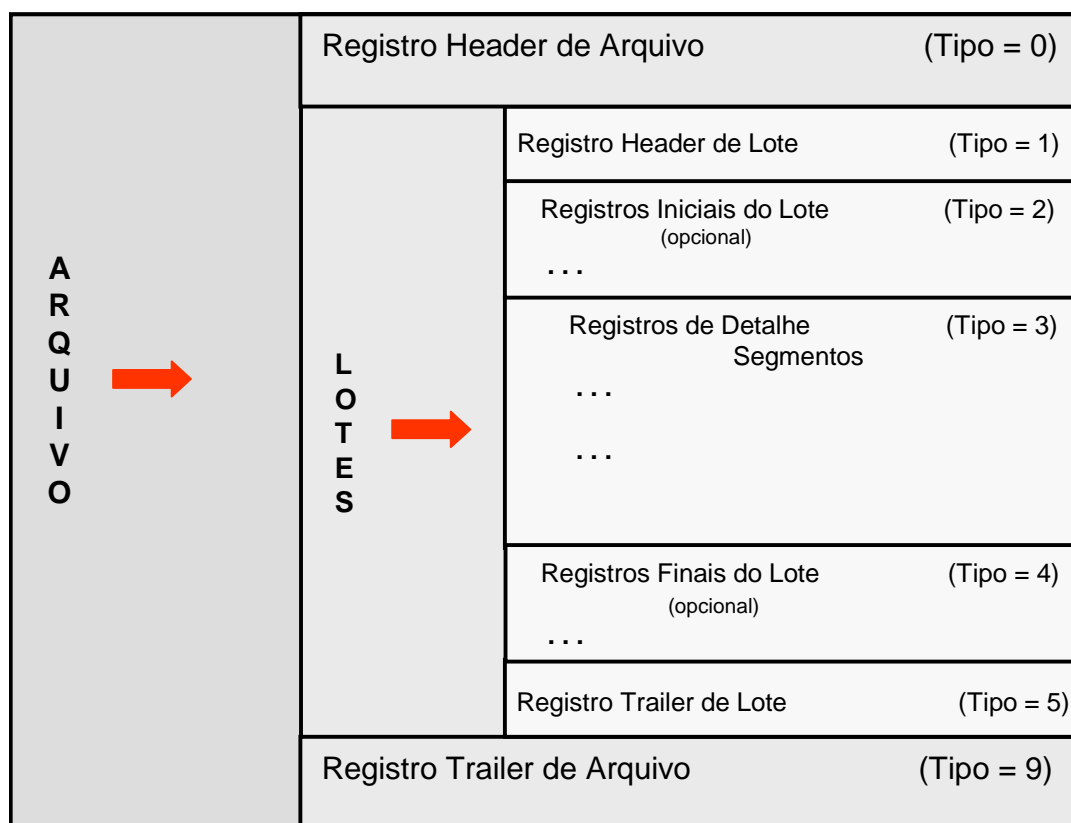 Registro Header de Arquivo (Tipo = 0)
Registro Header de Lote (Tipo = 1)
Registros Iniciais do Lote (Tipo = 2)
(opcional)
. . .
ARQUIVO
Registros de Detalhe (Tipo = 3)
Segmentos
. . .
. . .
LOTES
Registros Finais do Lote (Tipo = 4)
(opcional)
. . .
Registro Trailer de Lote (Tipo = 5)
Registro Trailer de Arquivo (Tipo = 9)